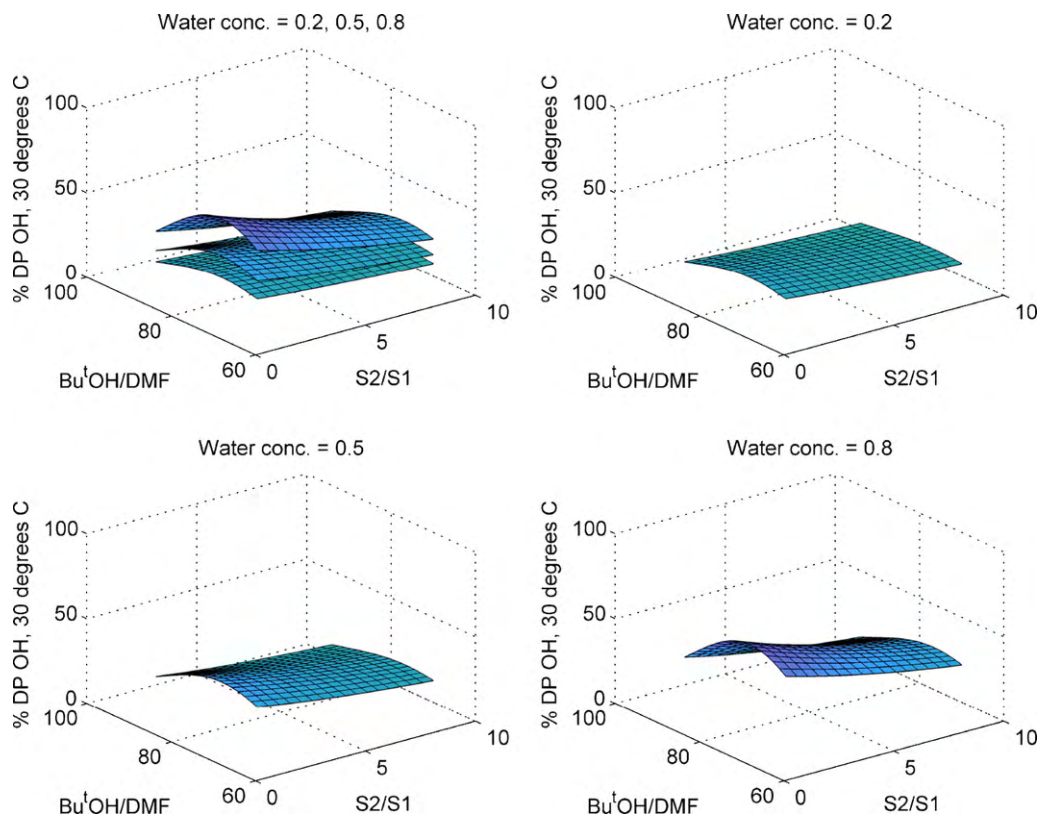 Water conc. = 0.2, 0.5, 0.8
% DP OH, 30 degrees C
100
50
0
100
80
60
Bu^tOH/DMF
0
5
10
S2/S1
Water conc. = 0.2
% DP OH, 30 degrees C
100
50
0
100
80
60
Bu^tOH/DMF
0
5
10
S2/S1
Water conc. = 0.5
% DP OH, 30 degrees C
100
50
0
100
80
60
Bu^tOH/DMF
0
5
10
S2/S1
Water conc. = 0.8
% DP OH, 30 degrees C
100
50
0
100
80
60
Bu^tOH/DMF
0
5
10
S2/S1